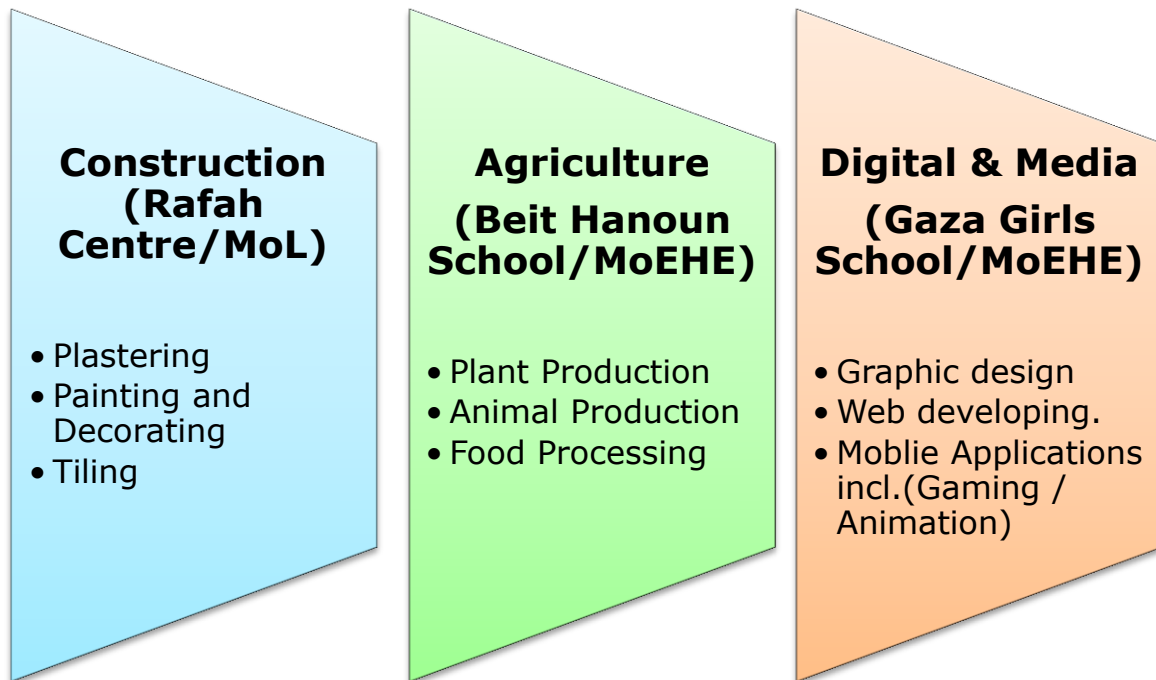 Construction
(Rafah
Centre/MoL)
• Plastering
• Painting and
Decorating
• Tiling
Agriculture
(Beit Hanoun
School/MoEHE)
• Plant Production
• Animal Production
• Food Processing
Digital & Media
(Gaza Girls
School/MoEHE)
• Graphic design
• Web developing.
• Moblie Applications
incl.(Gaming /
Animation)